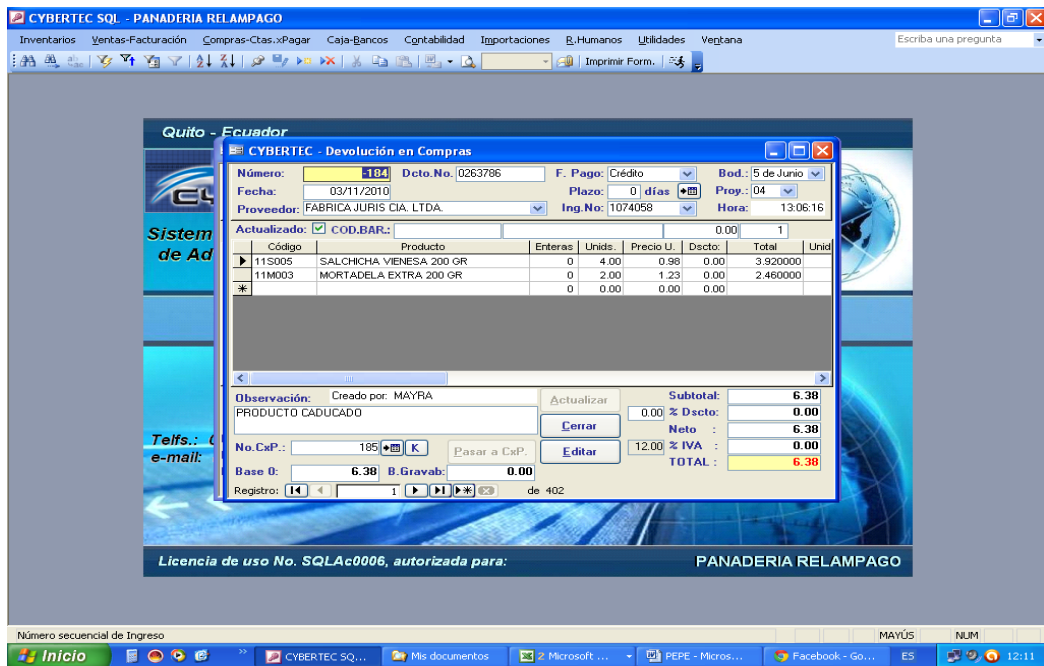 CYBERTEC SQL - PANADERIA RELAMPAGO
Inventarios Ventas-Facturación Compras-Ctas.xPagar Caja-Bancos Contabilidad Importaciones R.Humanos Utilidades Ventana Escriba una pregunta
Imprimir Form.
Quito - Ecuador
CYBERTEC - Devolución en Compras
Número: -184 Dcto.No. 0263786 F. Pago: Crédito Bod.: 5 de Junio
Fecha: 03/11/2010 Plazo: 0 días Proy.: 04
Proveedor: FABRICA JURIS CIA. LTDA. Ing.No: 1074058 Hora: 13:06:16
Sistem
Actualizado: COD.BAR.: 0.00 1
de Ad
Código Producto Enteras Unids. Precio U. Dscto: Total Unid
11S005 SALCHICHA VIENESA 200 GR 0 4.00 0.98 0.00 3.920000
11M003 MORTADELA EXTRA 200 GR 0 2.00 1.23 0.00 2.460000
0 0.00 0.00 0.00
Observación: Creado por: MAYRA Actualizar Subtotal: 6.38
PRODUCTO CADUCADO 0.00 % Dscto: 0.00
Cerrar Neto : 6.38
Telfs.:
No.CxP.: 185 K Pasar a CxP. Editar 12.00 % IVA : 0.00
e-mail:
TOTAL : 6.38
Base 0: 6.38 B.Gravab: 0.00
Registro: 1 de 402
Licencia de uso No. SQLAc0006, autorizada para: PANADERIA RELAMPAGO
Número secuencial de Ingreso MAYÚS NUM
Inicio CYBERTEC SQ... Mis documentos 2 Microsoft ... PEPE - Micros... Facebook - Go... ES 12:11